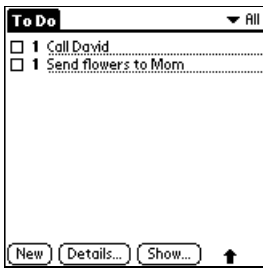 To Do All
1 Call David
1 Send flowers to Mom
New Details... Show...